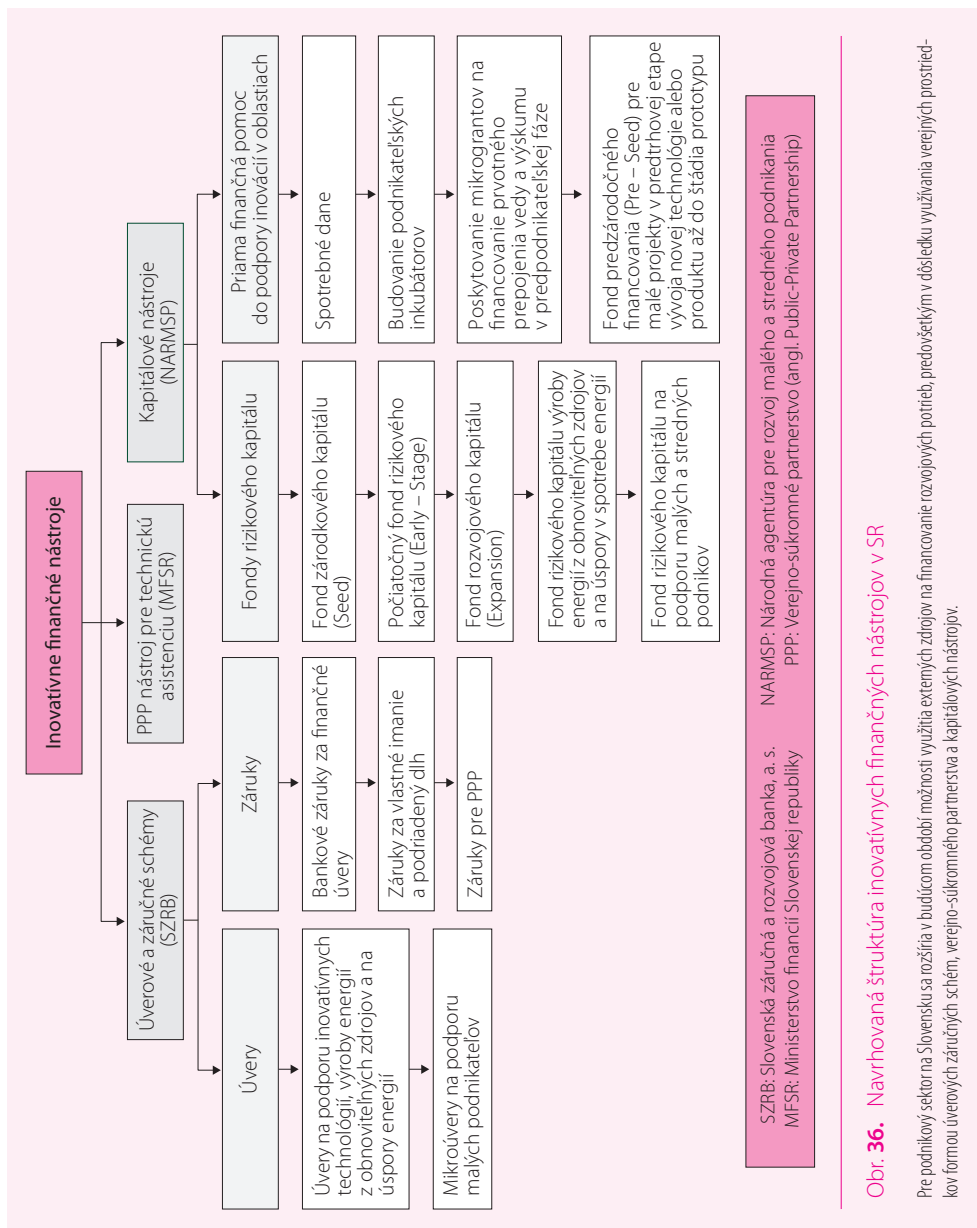 Inovatívne finančné nástroje
Úverové a záručné schémy
(SZRB)
PPP nástroj pre technickú
asistenciu (MFSR)
Kapitálové nástroje
(NARMSP)
Úvery
Úvery na podporu inovatívnych
technológií, výroby energií
z obnoviteľných zdrojov a na
úspory energií
Mikroúvery na podporu
malých podnikateľov
Záruky
Bankové záruky za finančné
úvery
Záruky za vlastné imanie
a podriadený dlh
Záruky pre PPP
Fondy rizikového kapitálu
Fond zárodkového kapitálu
(Seed)
Počiatočný fond rizikového
kapitálu (Early – Stage)
Fond rozvojového kapitálu
(Expansion)
Fond rizikového kapitálu výroby
energií z obnoviteľných zdrojov
a na úspory v spotrebe energií
Fond rizikového kapitálu na
podporu malých a stredných
podnikov
Priama finančná pomoc
do podpory inovácií v oblastiach
Spotrebné dane
Budovanie podnikateľských
inkubátorov
Poskytovanie mikrograntov na
financovanie prvotného
prepojenia vedy a výskumu
v predpodnikateľskej fáze
Fond predzáročného
financovania (Pre – Seed) pre
malé projekty v predtrhovej etape
vývoja novej technológie alebo
produktu až do štádia prototypu
SZRB: Slovenská záručná a rozvojová banka, a. s.
MFSR: Ministerstvo financií Slovenskej republiky
NARMSP: Národná agentúra pre rozvoj malého a stredného podnikania
PPP: Verejno-súkromné partnerstvo (angl. Public-Private Partnership)
Obr. 36. Navrhovaná štruktúra inovatívnych finančných nástrojov v SR
Pre podnikový sektor na Slovensku sa rozšíria v budúcom období možnosti využitia externých zdrojov na financovanie rozvojových potrieb, predovšetkým v dôsledku využívania verejných prostried-
kov formou úverových záručných schém, verejno-súkromného partnerstva a kapitálových nástrojov.